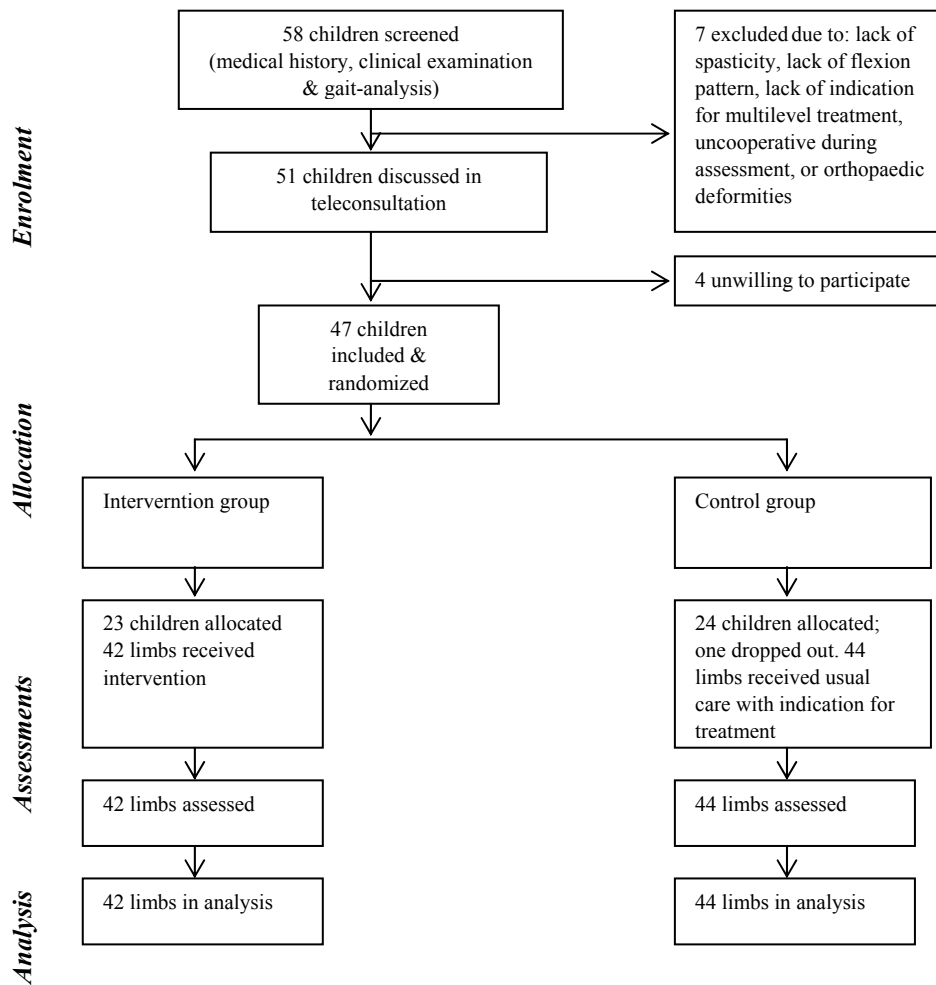 58 children screened
(medical history, clinical examination
& gait-analysis)
7 excluded due to: lack of
spasticity, lack of flexion
pattern, lack of indication
for multilevel treatment,
uncooperative during
assessment, or orthopaedic
deformities
Enrolment
51 children discussed in
teleconsultation
4 unwilling to participate
47 children
included &
randomized
Allocation
Interverntion group
Control group
Assessments
23 children allocated
42 limbs received
intervention
24 children allocated;
one dropped out. 44
limbs received usual
care with indication for
treatment
42 limbs assessed
44 limbs assessed
Analysis
42 limbs in analysis
44 limbs in analysis